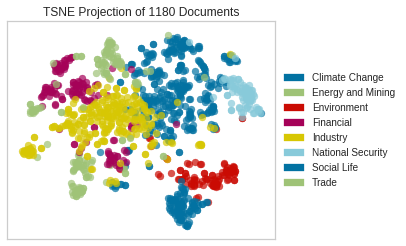 TSNE Projection of 1180 Documents
Climate Change
Energy and Mining
Environment
Financial
Industry
National Security
Social Life
Trade